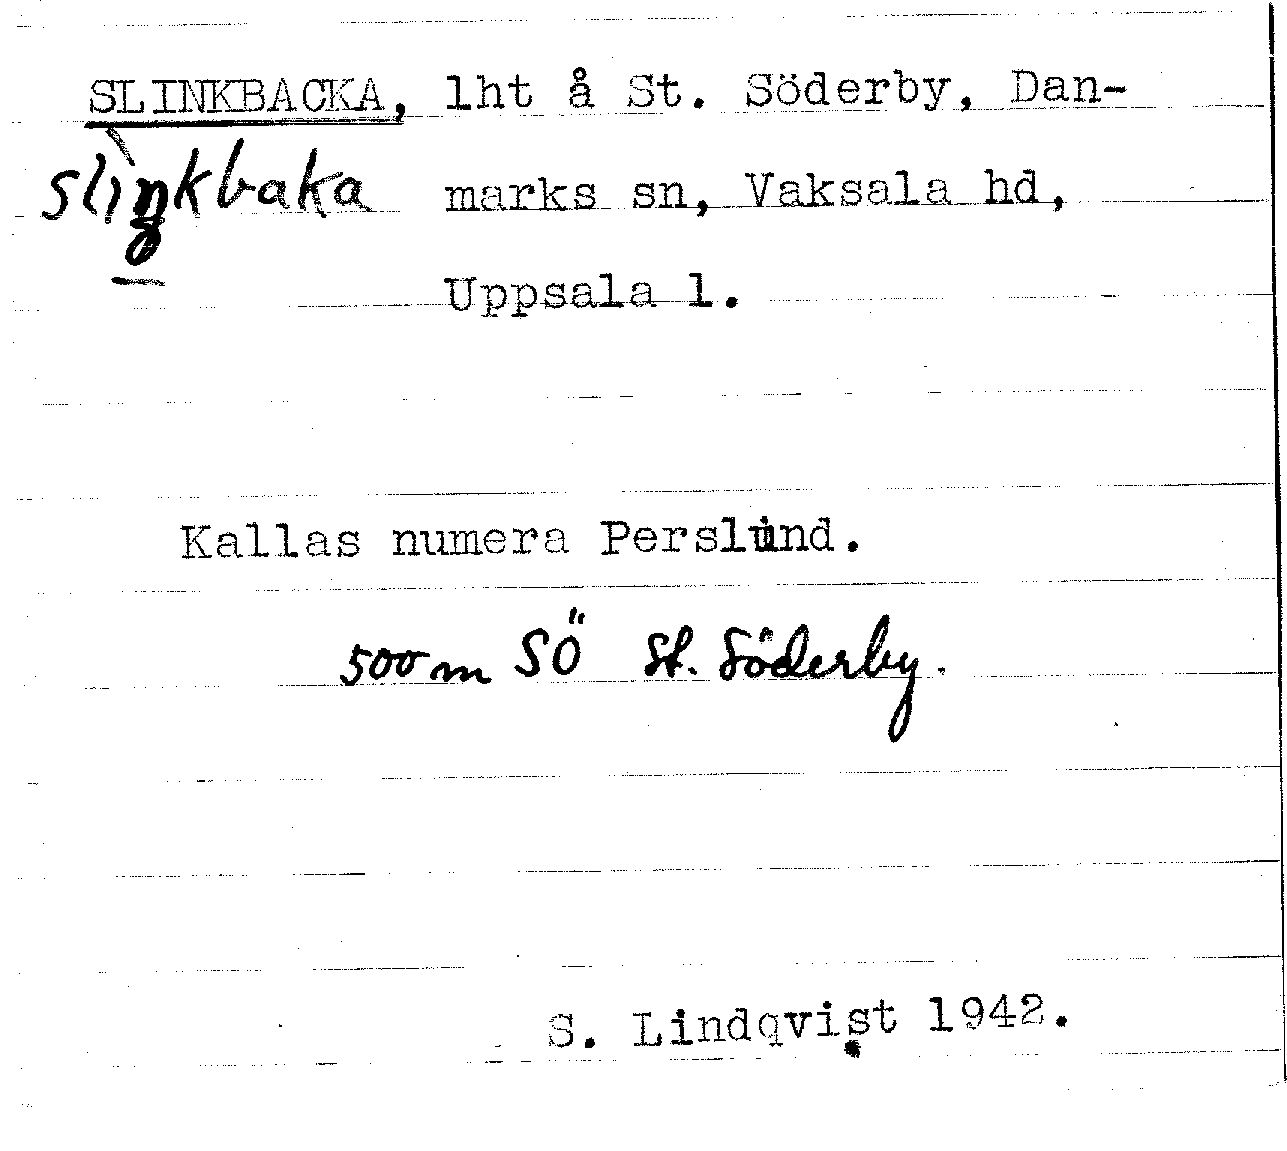 SLINKBACKA, lht å St. Söderby, Dan-
slìŋkbaka marks sn, Vaksala hd,
Uppsala l.
Kallas numera Perslund.
500 m SÖ St. Söderby.
S. Lindqvist 1942.